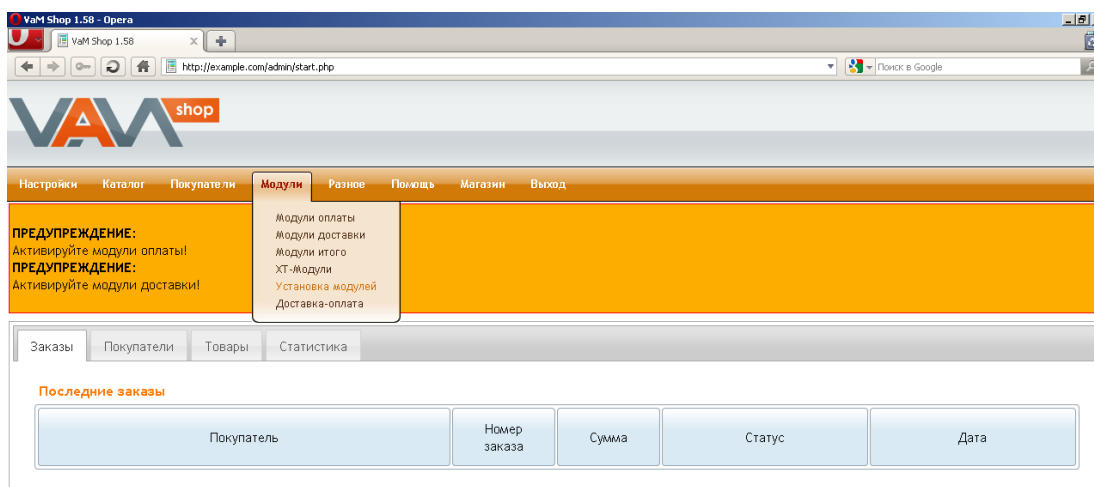 VaM Shop 1.58 - Opera
VaM Shop 1.58
http://example.com/admin/start.php
Поиск в Google
VAM shop
Настройки Каталог Покупатели Модули Разное Помощь Магазин Выход
Модули оплаты
Модули доставки
Модули итого
XT-Модули
Установка модулей
Доставка-оплата
ПРЕДУПРЕЖДЕНИЕ:
Активируйте модули оплаты!
ПРЕДУПРЕЖДЕНИЕ:
Активируйте модули доставки!
Заказы Покупатели Товары Статистика
Последние заказы
Покупатель Номер заказа Сумма Статус Дата